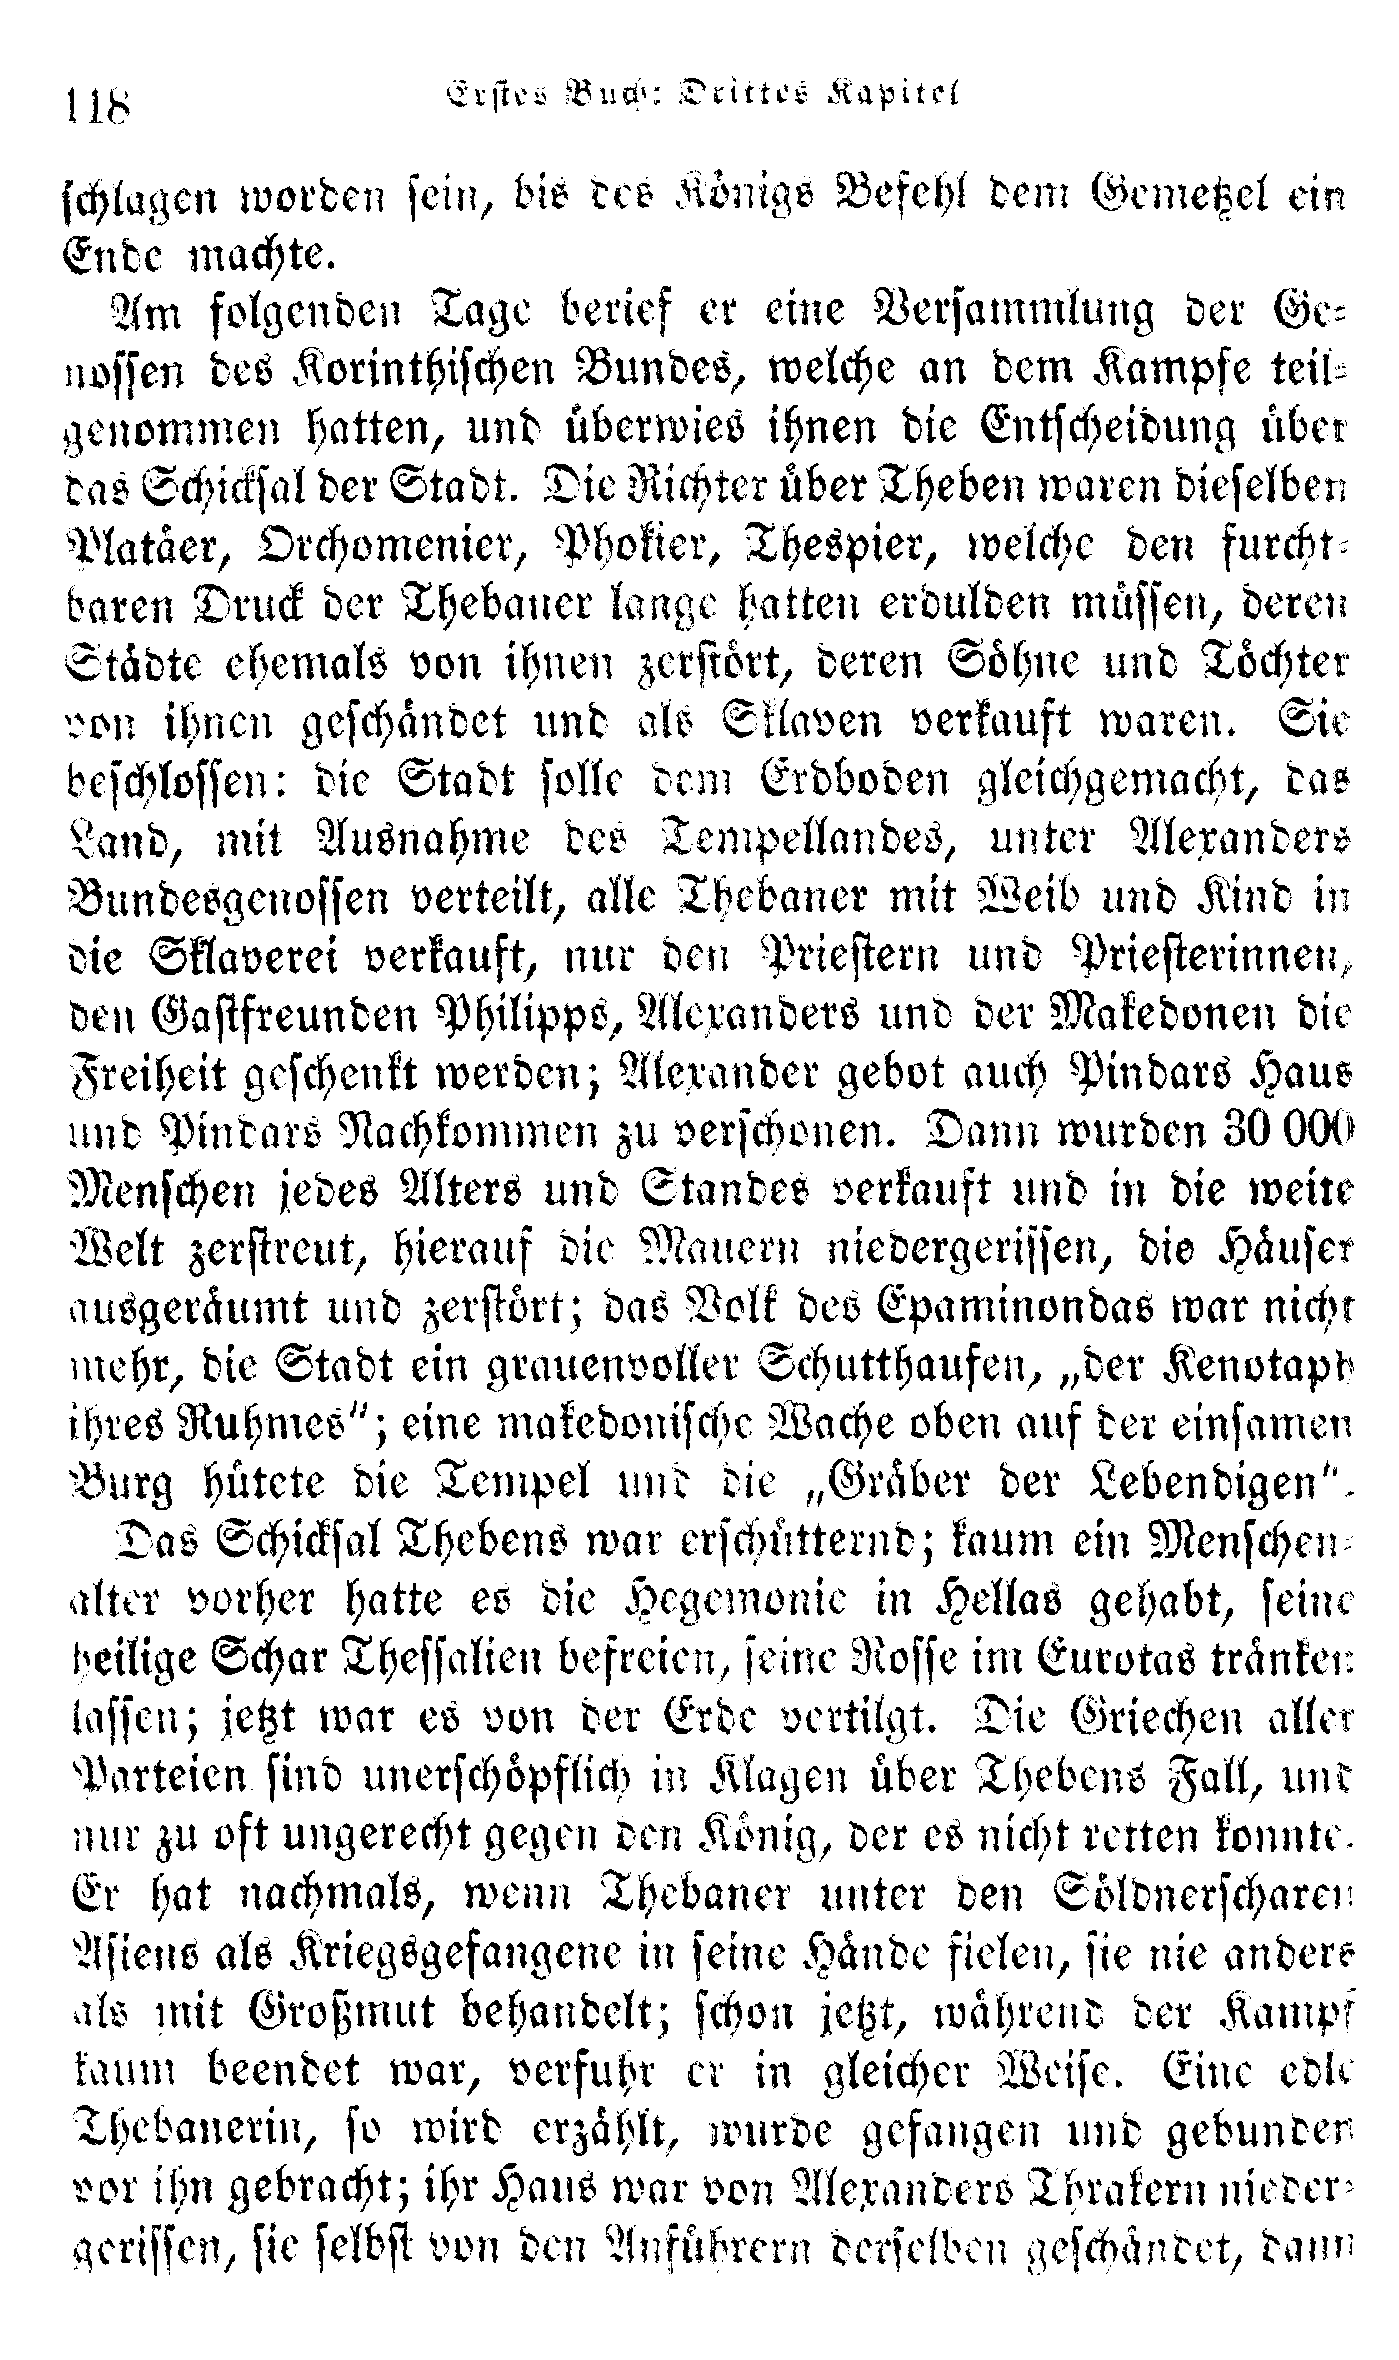 118
Erstes Buch: Drittes Kapitel
schlagen worden sein, bis des Königs Befehl dem Gemetzel ein
Ende machte.
Am folgenden Tage berief er eine Versammlung der Ge-
nossen des Korinthischen Bundes, welche an dem Kampfe teil-
genommen hatten, und überwies ihnen die Entscheidung über
das Schicksal der Stadt. Die Richter über Theben waren dieselben
Platäer, Orchomenier, Phokier, Thespier, welche den furcht-
baren Druck der Thebaner lange hatten erdulden müssen, deren
Städte ehemals von ihnen zerstört, deren Söhne und Töchter
von ihnen geschändet und als Sklaven verkauft waren. Sie
beschlossen: die Stadt solle dem Erdboden gleichgemacht, das
Land, mit Ausnahme des Tempellandes, unter Alexanders
Bundesgenossen verteilt, alle Thebaner mit Weib und Kind in
die Sklaverei verkauft, nur den Priestern und Priesterinnen,
den Gastfreunden Philipps, Alexanders und der Makedonen die
Freiheit geschenkt werden; Alexander gebot auch Pindars Haus
und Pindars Nachkommen zu verschonen. Dann wurden 30 000
Menschen jedes Alters und Standes verkauft und in die weite
Welt zerstreut, hierauf die Mauern niedergerissen, die Häuser
ausgeräumt und zerstört; das Volk des Epaminondas war nicht
mehr, die Stadt ein grauenvoller Schutthaufen, „der Kenotaph
ihres Ruhmes“; eine makedonische Wache oben auf der einsamen
Burg hütete die Tempel und die „Gräber der Lebendigen“.
Das Schicksal Thebens war erschütternd; kaum ein Menschen-
alter vorher hatte es die Hegemonie in Hellas gehabt, seine
heilige Schar Thessalien befreien, seine Rosse im Eurotas tränken
lassen; jetzt war es von der Erde vertilgt. Die Griechen aller
Parteien sind unerschöpflich in Klagen über Thebens Fall, und
nur zu oft ungerecht gegen den König, der es nicht retten konnte.
Er hat nachmals, wenn Thebaner unter den Söldnerscharen
Asiens als Kriegsgefangene in seine Hände fielen, sie nie anders
als mit Großmut behandelt; schon jetzt, während der Kampf
kaum beendet war, verfuhr er in gleicher Weise. Eine edle
Thebanerin, so wird erzählt, wurde gefangen und gebunden
vor ihn gebracht; ihr Haus war von Alexanders Thrakern nieder-
gerissen, sie selbst von den Anführern derselben geschändet, dann